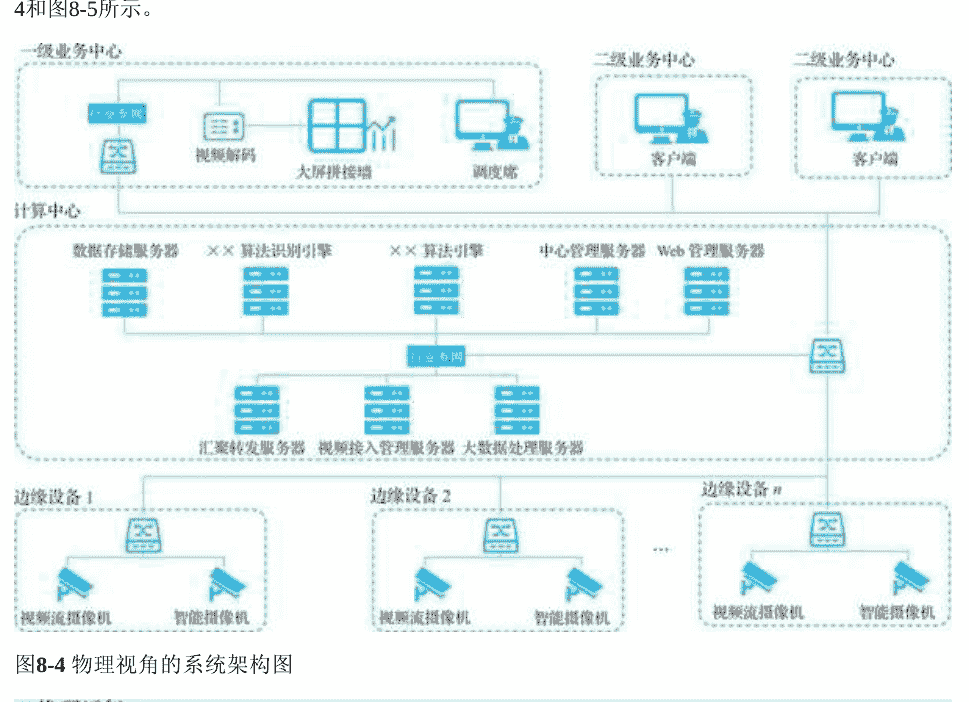 4和图8-5所示。
一级业务中心
二级业务中心 二级业务中心
视频解码
大屏拼接墙
调度席
客户端
客户端
计算中心
数据存储服务器 ××算法识别引擎 ××算法引擎 中心管理服务器 Web 管理服务器
汇聚转发服务器 视频接入管理服务器 大数据处理服务器
边缘设备 1 边缘设备 2 边缘设备 n
...
视频流摄像机 智能摄像机 视频流摄像机 智能摄像机 视频流摄像机 智能摄像机
图8-4 物理视角的系统架构图